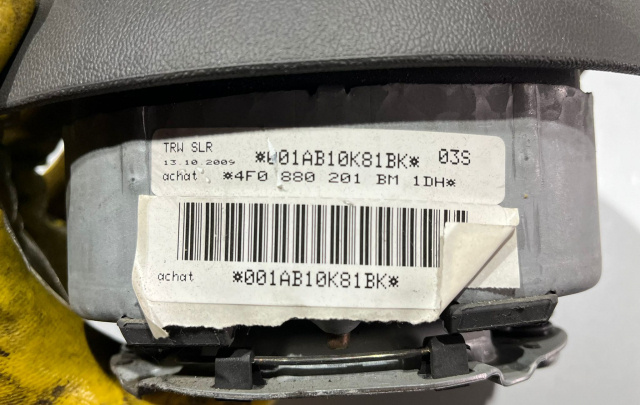 TRW SLR
13.10.2009 *001AB10K81BK* 03S
achat *4F0 880 201 BM 1DH*
achat *001AB10K81BK*